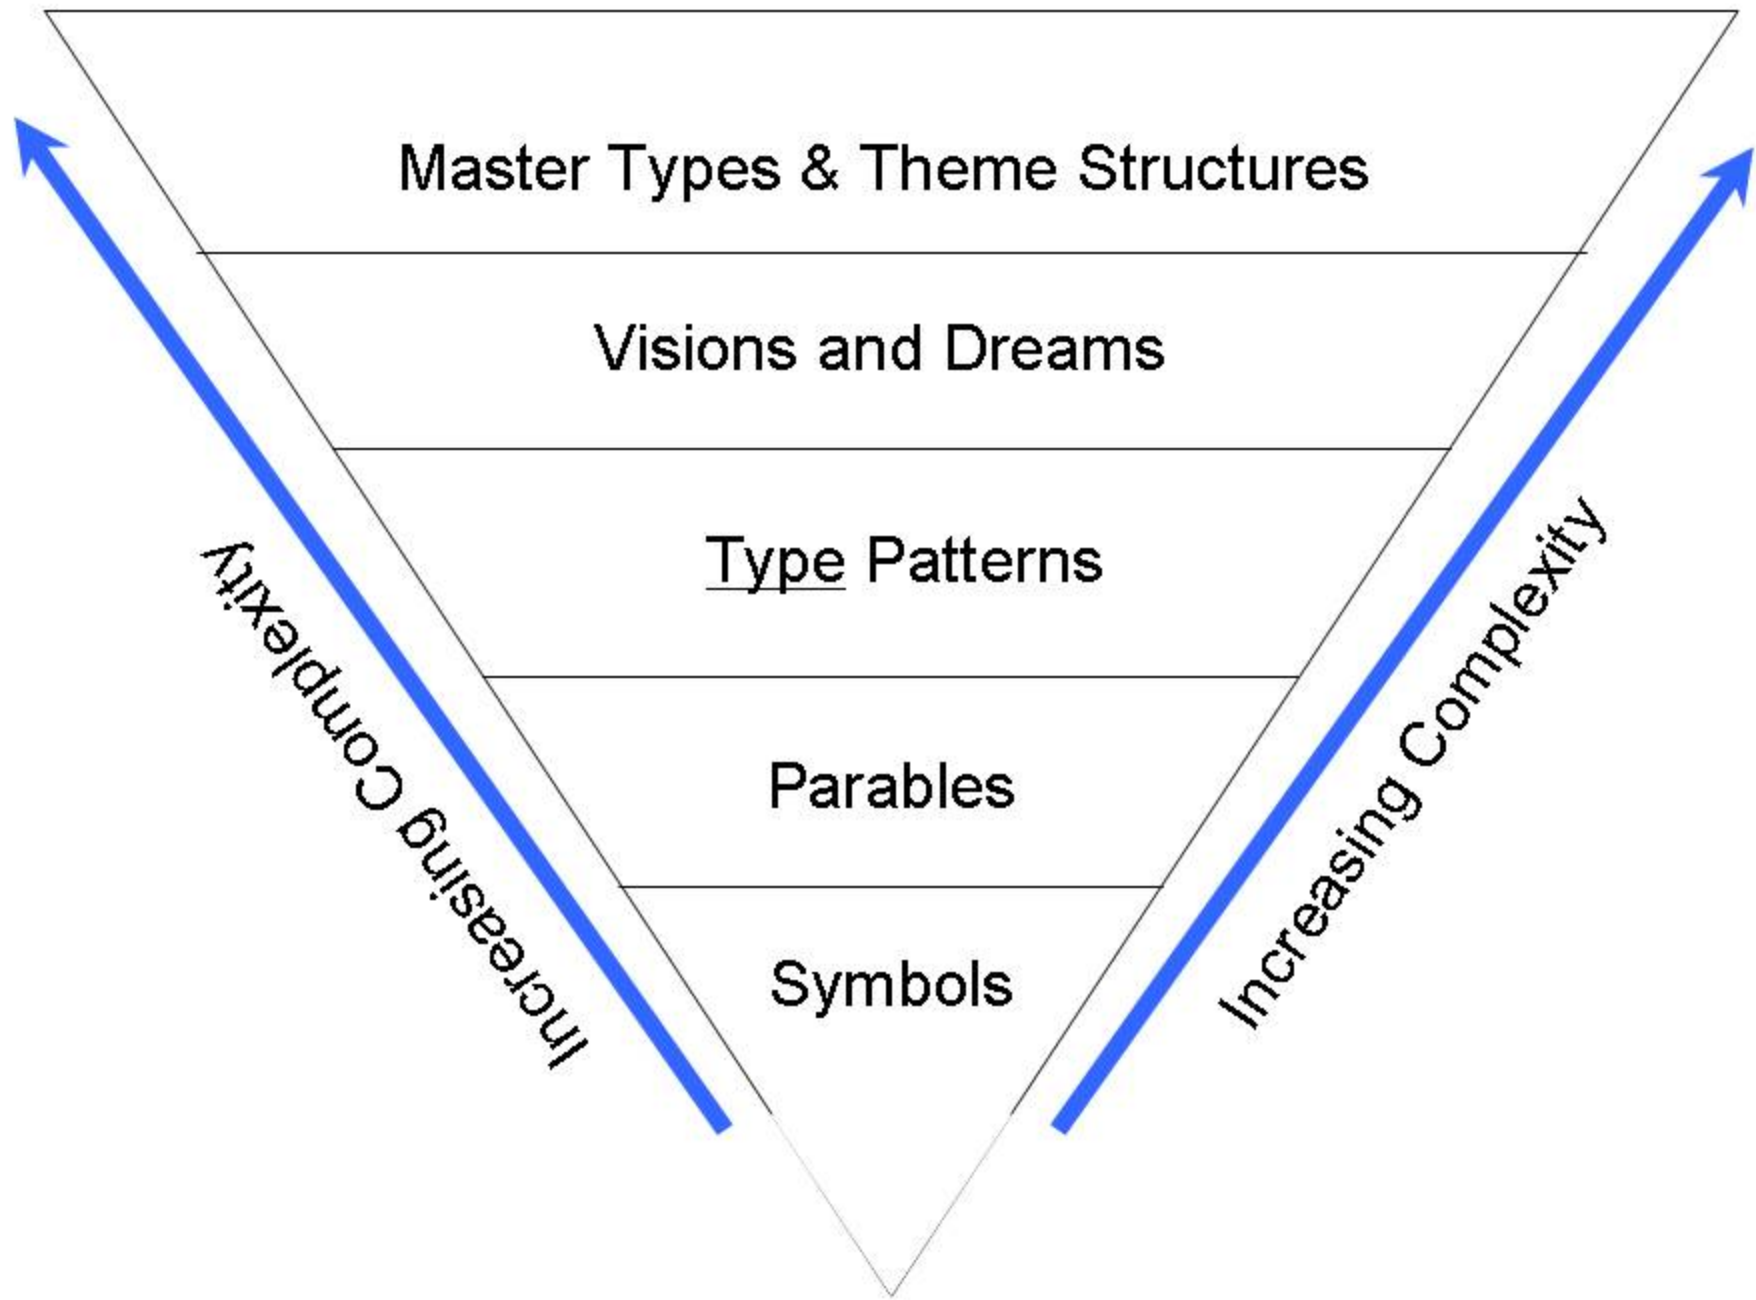 Master Types & Theme Structures
Visions and Dreams
Type Patterns
Parables
Symbols
Increasing Complexity
Increasing Complexity